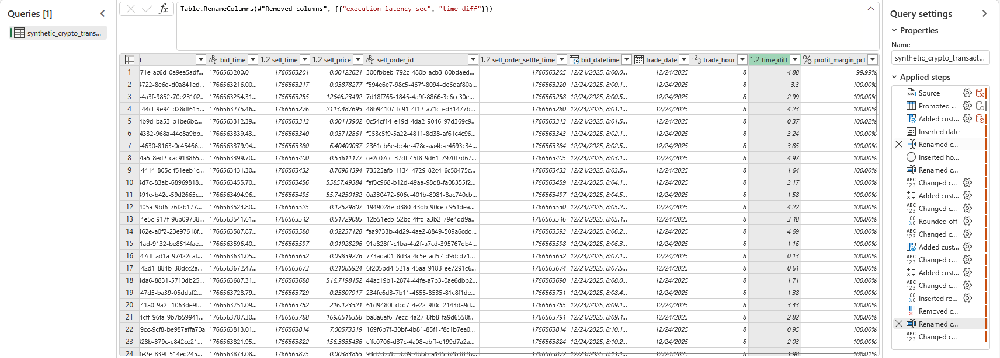 Queries [1]
synthetic_crypto_trans...
fx
Table.RenameColumns(#"Removed columns", {{"execution_latency_sec", "time_diff"}})
bid_time 1.2 sell_time 1.2 sell_price sell_order_id 1.2 sell_order_settle_time bid_datetime trade_date 123 trade_hour 1.2 time_diff % profit_margin_pct
1 -71e-ac6d-0a9ea5adf... 1766563200.0 1766563201 0.00122621 306fbbeb-792c-480b-acb3-80bdaed... 1766563205 12/24/2025, 8:00:0... 12/24/2025 8 4.88 99.99%
2 4722-8e6d-d0a841ed... 1766563216.00... 1766563217 0.03878277 f594e6e7-98c5-467f-8094-de6daf80a... 1766563220 12/24/2025, 8:00:1... 12/24/2025 8 3.3 100.00%
3 -4a3f-9852-70e23102... 1766563254.31... 1766563255 12646.23492 7d18f765-1845-4a9f-8866-3c6cc30e... 1766563258 12/24/2025, 8:00:5... 12/24/2025 8 2.99 100.00%
4 -44cf-9e94-d28df615... 1766563275.46... 1766563276 2113.487695 48b94107-fc91-4f12-a71c-ed31477b... 1766563280 12/24/2025, 8:01:1... 12/24/2025 8 4.23 100.00%
5 4b9d-ba53-b1be6bc... 1766563312.39... 1766563313 0.00113902 0c54cf14-e19d-4da2-9046-97d369c9... 1766563313 12/24/2025, 8:01:5... 12/24/2025 8 0.37 100.02%
6 -4332-968a-44e8a9bb... 1766563339.43... 1766563340 0.03712861 f053c5f9-5a22-4811-8d38-af61c4c96... 1766563343 12/24/2025, 8:02:1... 12/24/2025 8 3.24 100.00%
7 -4630-8163-0c45466... 1766563379.94... 1766563380 6.40400037 2361eb6e-bc4e-478c-aa4b-e4693c34... 1766563384 12/24/2025, 8:02:5... 12/24/2025 8 3.85 100.00%
8 -4a5-8ed2-cac918865... 1766563399.70... 1766563400 0.53611177 ce2c07cc-37df-45f8-9d61-7970f7d67... 1766563405 12/24/2025, 8:03:1... 12/24/2025 8 4.97 100.00%
9 -4414-805c-f51eeb1c... 1766563431.30... 1766563432 8.76984394 73525afb-1134-4729-82c4-6c50475c... 1766563433 12/24/2025, 8:03:5... 12/24/2025 8 1.64 100.00%
10 4d7c-83ab-68969818... 1766563455.70... 1766563456 55857.49384 faf3c968-b12d-49aa-98d8-fa08355f2... 1766563459 12/24/2025, 8:04:1... 12/24/2025 8 3.17 100.00%
11 491e-b42c-59d2665c... 1766563494.96... 1766563495 55.74250132 0a330472-606c-401b-8081-8ac740cb... 1766563497 12/24/2025, 8:04:5... 12/24/2025 8 1.58 100.00%
12 405a-9bf6-76f2b177... 1766563524.80... 1766563525 0.12529807 1949028e-d380-43db-90ce-c951dea... 1766563530 12/24/2025, 8:05:2... 12/24/2025 8 4.22 100.00%
13 4e5c-917f-96b09738... 1766563541.61... 1766563542 0.51729085 12b51ecb-52bc-4ffd-a3b2-79e4dd9a... 1766563546 12/24/2025, 8:05:4... 12/24/2025 8 3.48 100.00%
14 462e-a0f2-23e97618f... 1766563587.87... 1766563588 0.02257128 faa9733b-4d29-4ae2-8849-509a6cdd... 1766563593 12/24/2025, 8:06:2... 12/24/2025 8 4.69 100.00%
15 1ad-9132-be8614fae... 1766563596.40... 1766563597 0.01928296 91a828ff-c1ba-4a2f-a7cd-395767db4... 1766563598 12/24/2025, 8:06:3... 12/24/2025 8 1.16 100.00%
16 -47df-ad1a-97422caf... 1766563631.05... 1766563632 0.09839276 773ada01-8d3a-4c5e-ad52-d9dcd71... 1766563632 12/24/2025, 8:07:1... 12/24/2025 8 0.13 100.00%
17 -42d1-884b-38dcc2a... 1766563672.47... 1766563673 0.21085924 6f205bd4-521a-45aa-9183-ee7291c6... 1766563674 12/24/2025, 8:07:5... 12/24/2025 8 0.61 100.00%
18 4da6-8831-5710db25... 1766563687.31... 1766563688 516.7198152 44ac19b1-2874-44fe-a7b3-0ae6dbb2... 1766563690 12/24/2025, 8:08:0... 12/24/2025 8 1.71 100.00%
19 -47d5-ba39-05ddaf2... 1766563728.79... 1766563729 0.25807917 234fe6d3-7b11-4655-8535-81c8f1de... 1766563731 12/24/2025, 8:08:4... 12/24/2025 8 1.38 100.00%
20 -41a0-9a2f-1063de9f... 1766563751.09... 1766563752 216.123521 61d9480f-dcd7-4e22-9f0c-2143da9d... 1766563755 12/24/2025, 8:09:1... 12/24/2025 8 3.43 100.00%
21 4cff-96fa-9b7b59941... 1766563787.30... 1766563788 169.6516358 ba8a6af6-7ecc-4a27-8fb8-fa9d6558f... 1766563791 12/24/2025, 8:09:4... 12/24/2025 8 2.82 100.00%
22 -9cc-9cf8-be987affa70a 1766563813.01... 1766563814 7.00573319 169f6b7f-30bf-4b81-85f1-f8c1b7ea0... 1766563814 12/24/2025, 8:10:1... 12/24/2025 8 0.95 100.00%
23 428b-879c-e842ce21... 1766563821.95... 1766563822 156.3855436 cffc0706-d37c-4a08-abff-e199d7a2a... 1766563824 12/24/2025, 8:10:2... 12/24/2025 8 2.03 100.00%
24 4e2e-839f-514ed245... 1766563874.08... 1766563875 0.00384855
Query settings
Properties
Name
synthetic_crypto_transact...
Applied steps
Source
Promoted ...
Added cust...
Inserted date
Renamed c...
Inserted ho...
Renamed c...
Changed c...
Added cust...
Changed c...
Rounded off
Changed c...
Added cust...
Changed c...
Added cust...
Changed c...
Inserted ro...
Removed c...
Renamed c...
Changed c...